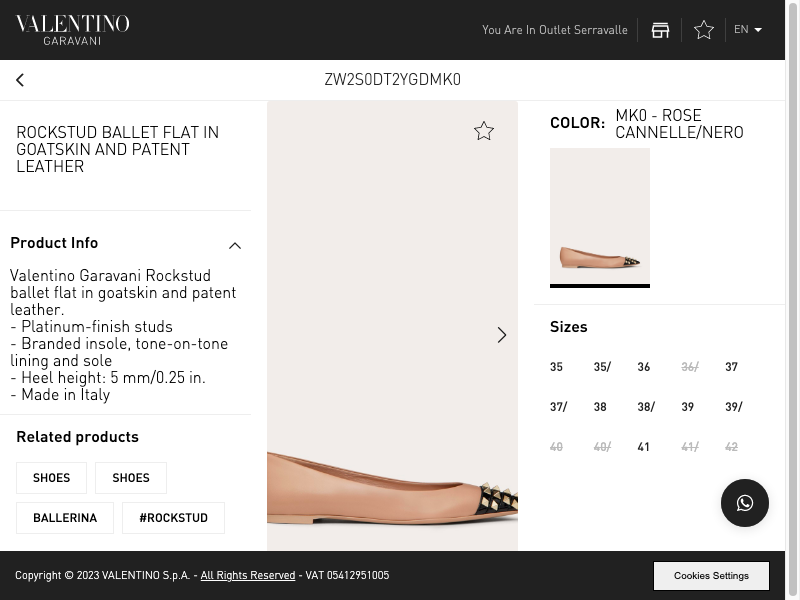 VALENTINO
GARAVANI
You Are In Outlet Serravalle
EN
ZW2S0DT2YGDMK0
ROCKSTUD BALLET FLAT IN
GOATSKIN AND PATENT
LEATHER
Product Info
Valentino Garavani Rockstud
ballet flat in goatskin and patent
leather.
- Platinum-finish studs
- Branded insole, tone-on-tone
lining and sole
- Heel height: 5 mm/0.25 in.
- Made in Italy
Related products
SHOES SHOES
BALLERINA #ROCKSTUD
COLOR: MK0 - ROSE
CANNELLE/NERO
Sizes
35 35/ 36 36/ 37
37/ 38 38/ 39 39/
40 40/ 41 41/ 42
Copyright © 2023 VALENTINO S.p.A. - All Rights Reserved - VAT 05412951005
Cookies Settings